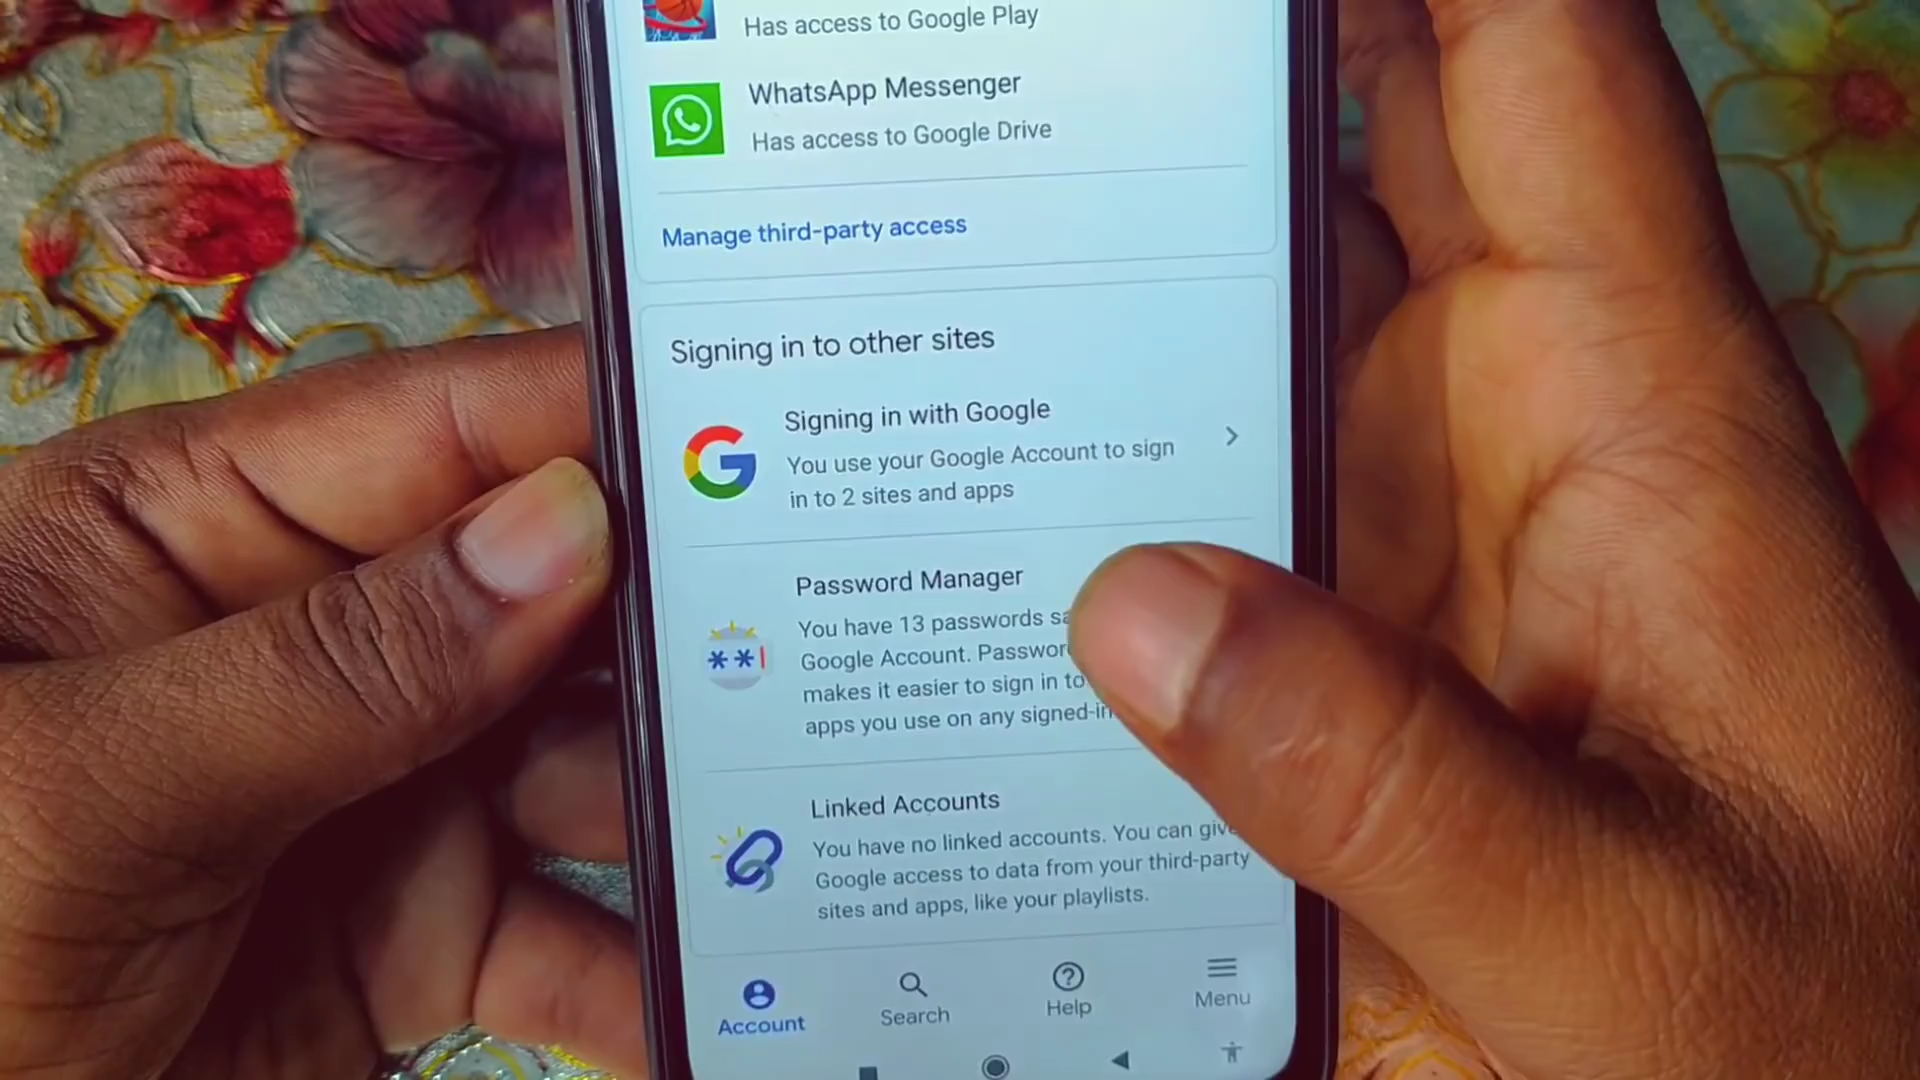 Has access to Google Play
WhatsApp Messenger
Has access to Google Drive
Manage third-party access
Signing in to other sites
Signing in with Google
You use your Google Account to sign
in to 2 sites and apps
Password Manager
You have 13 passwords
Google Account.
makes it easier to sign in to
apps you use on any
Linked Accounts
You have no linked accounts. You can give
Google access to data from your third-party
sites and apps, like your playlists.
Account
Search
Help
Menu